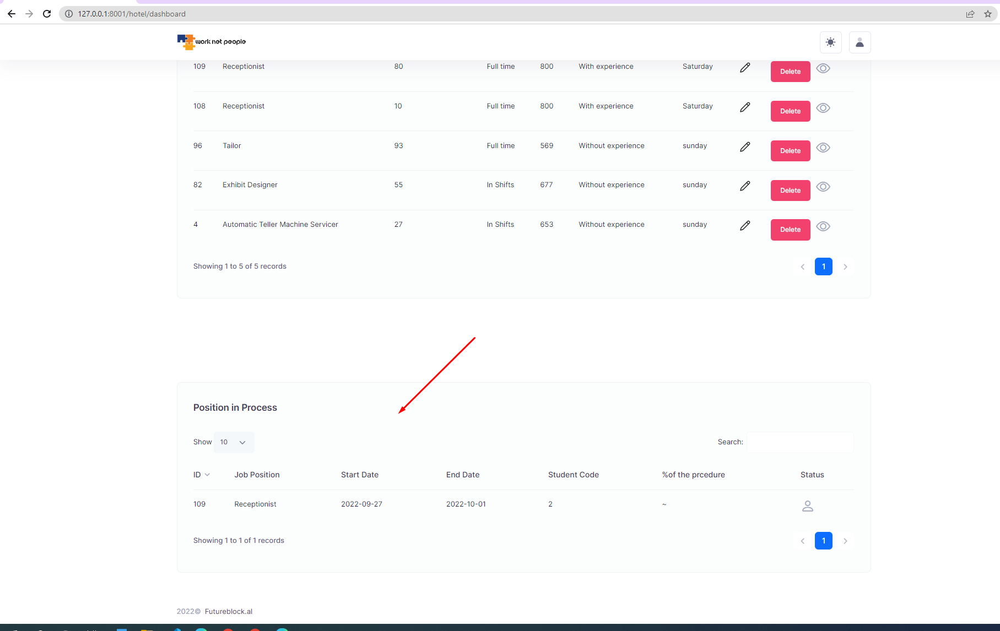 127.0.0.1:8001/hotel/dashboard
work net people
109 Receptionist 80 Full time 800 With experience Saturday Delete
108 Receptionist 10 Full time 800 With experience Saturday Delete
96 Tailor 93 Full time 569 Without experience sunday Delete
82 Exhibit Designer 55 In Shifts 677 Without experience sunday Delete
4 Automatic Teller Machine Servicer 27 In Shifts 653 Without experience sunday Delete
Showing 1 to 5 of 5 records 1
Position in Process
Show 10 Search:
ID Job Position Start Date End Date Student Code %of the prcedure Status
109 Receptionist 2022-09-27 2022-10-01 2 ~
Showing 1 to 1 of 1 records 1
2022© Futureblock.al